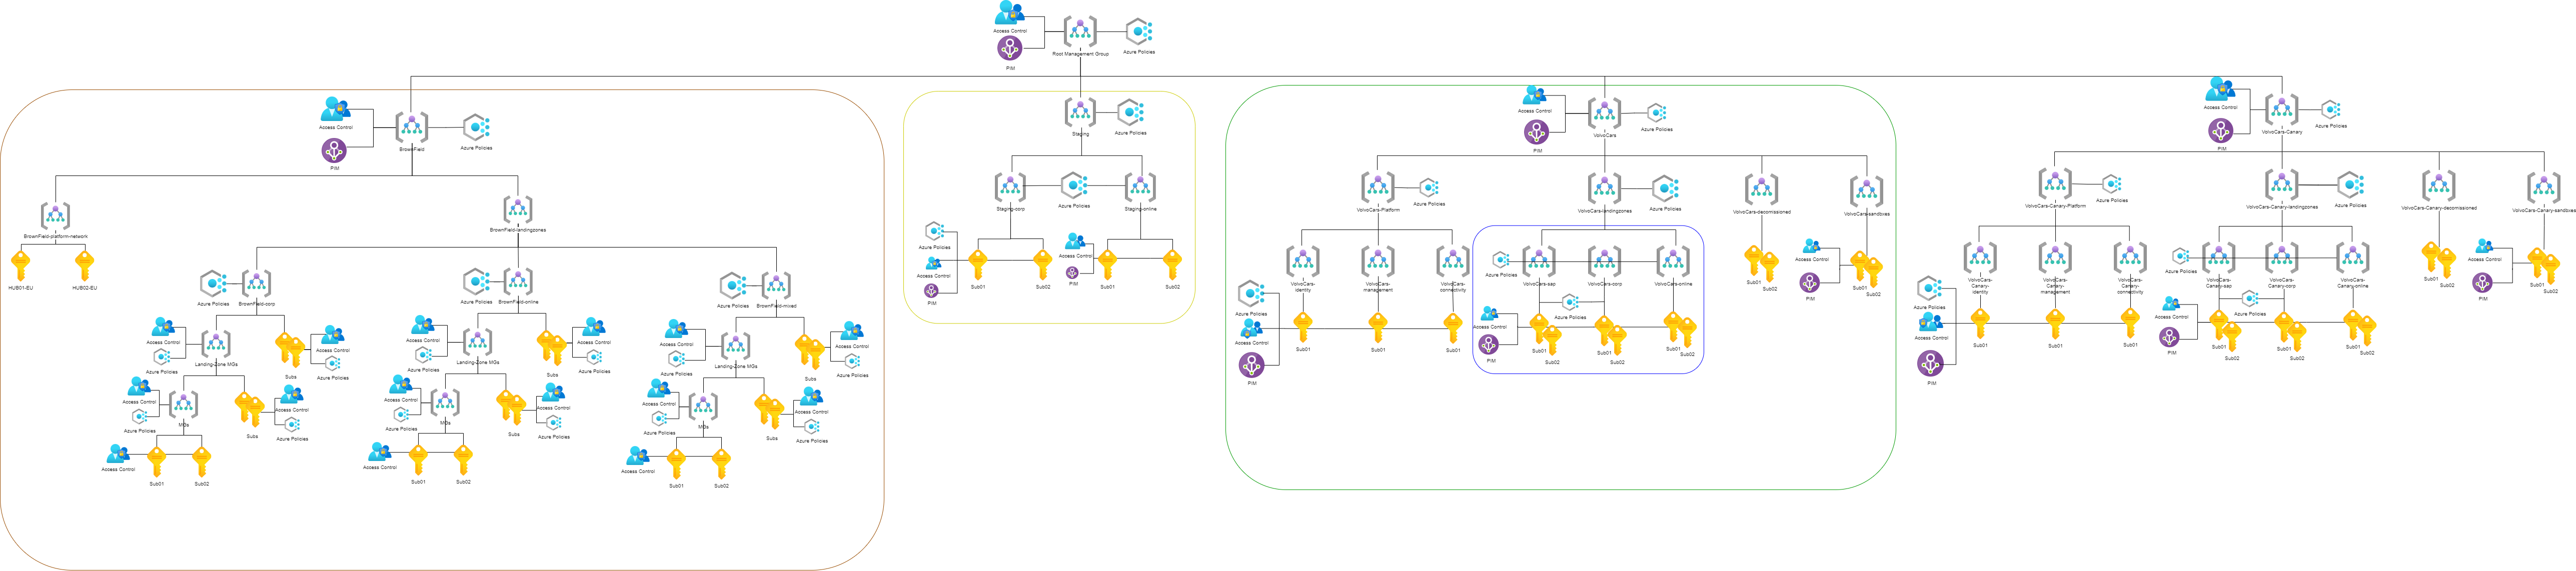 Access Control
Root Management Group
Azure Policies
PIM
Access Control
BrownField
Azure Policies
PIM
BrownField-platform-network
HUB01-EU
HUB02-EU
BrownField-landingzones
Azure Policies
BrownField-corp
Access Control
Azure Policies
Landing-Zone MGs
Subs
Access Control
Azure Policies
Access Control
Azure Policies
MGs
Subs
Access Control
Azure Policies
Access Control
Sub01
Sub02
Azure Policies
BrownField-online
Access Control
Azure Policies
Landing-Zone MGs
Subs
Access Control
Azure Policies
Access Control
Azure Policies
MGs
Subs
Access Control
Azure Policies
Access Control
Sub01
Sub02
Azure Policies
BrownField-mixed
Access Control
Azure Policies
Landing-Zone MGs
Subs
Access Control
Azure Policies
Access Control
Azure Policies
MGs
Subs
Access Control
Azure Policies
Access Control
Sub01
Sub02
Staging
Azure Policies
Staging-corp
Azure Policies
Staging-online
Azure Policies
Access Control
PIM
Sub01
Sub02
Access Control
PIM
Sub01
Sub02
Access Control
VolvoCars
Azure Policies
PIM
VolvoCars-Platform
Azure Policies
VolvoCars-
identity
VolvoCars-
management
VolvoCars-
connectivity
Azure Policies
Access Control
PIM
Sub01
Sub01
Sub01
VolvoCars-landingzones
Azure Policies
Azure Policies
VolvoCars-sap
VolvoCars-corp
VolvoCars-online
Azure Policies
Access Control
PIM
Sub01
Sub02
Sub01
Sub02
Sub01
Sub02
VolvoCars-decomissioned
Sub01
Sub02
VolvoCars-sandboxes
Access Control
PIM
Sub01
Sub02
Access Control
VolvoCars-Canary
Azure Policies
PIM
VolvoCars-Canary-Platform
Azure Policies
VolvoCars-
Canary-
identity
VolvoCars-
Canary-
management
VolvoCars-
Canary-
connectivity
Azure Policies
Access Control
PIM
Sub01
Sub01
Sub01
VolvoCars-Canary-landingzones
Azure Policies
Azure Policies
VolvoCars-
Canary-sap
VolvoCars-
Canary-corp
VolvoCars-
Canary-online
Azure Policies
Access Control
PIM
Sub01
Sub02
Sub01
Sub02
Sub01
Sub02
VolvoCars-Canary-decomissioned
Sub01
Sub02
VolvoCars-Canary-sandboxes
Access Control
PIM
Sub01
Sub02